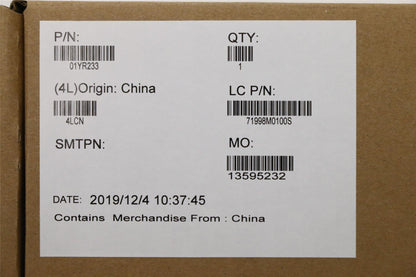 P/N: QTY:
01YR233 1
(4L)Origin: China LC P/N:
4LCN 71998M0100S
SMTPN: MO:
13595232
DATE: 2019/12/4 10:37:45
Contains Merchandise From : China